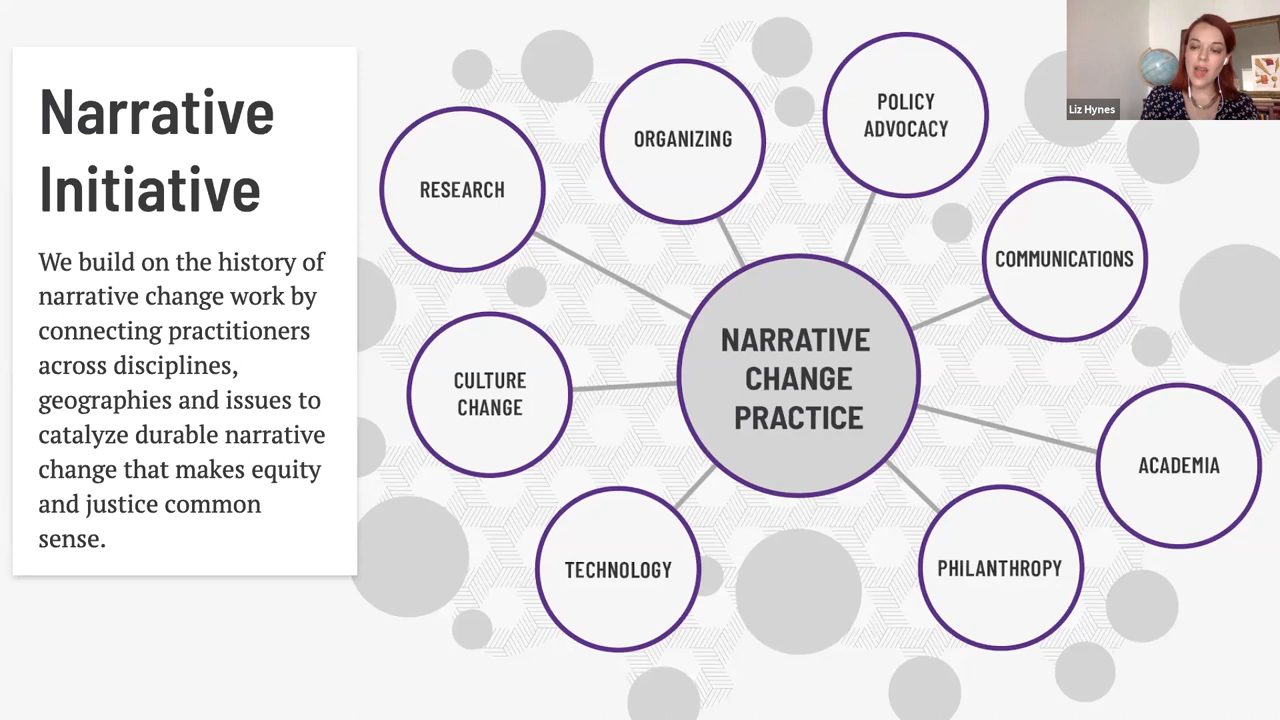 Narrative
Initiative
We build on the history of
narrative change work by
connecting practitioners
across disciplines,
geographies and issues to
catalyze durable narrative
change that makes equity
and justice common
sense.
RESEARCH
ORGANIZING
POLICY
ADVOCACY
COMMUNICATIONS
NARRATIVE
CHANGE
PRACTICE
CULTURE
CHANGE
ACADEMIA
TECHNOLOGY
PHILANTHROPY
Liz Hynes